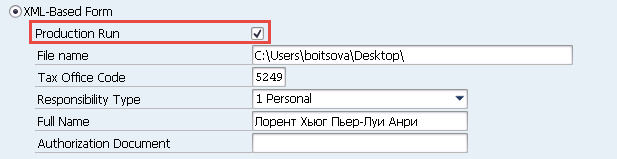 XML-Based Form
Production Run
File name C:\Users\boitsova\Desktop\
Tax Office Code 5249
Responsibility Type 1 Personal
Full Name Лорент Хьюг Пьер-Луи Анри
Authorization Document